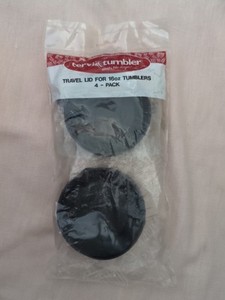 tervis tumbler
TRAVEL LID FOR 16oz TUMBLERS
4 - PACK